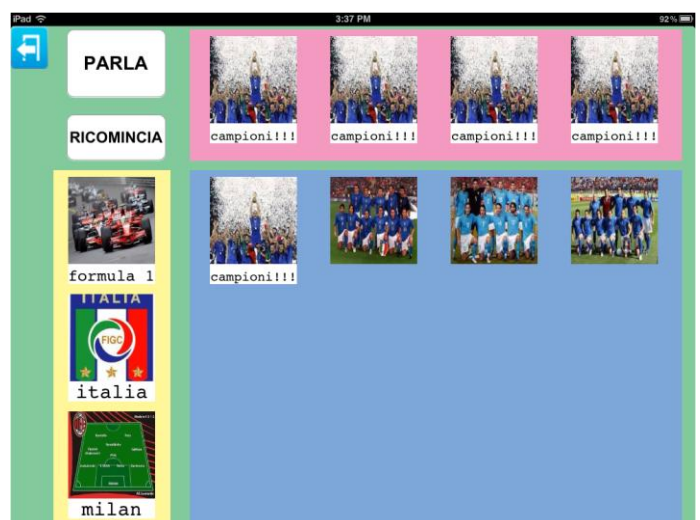 iPad
3:37 PM
92%
PARLA
RICOMINCIA
campioni!!!
campioni!!!
campioni!!!
campioni!!!
formula 1
ITALIA
FIGC
italia
milan
campioni!!!